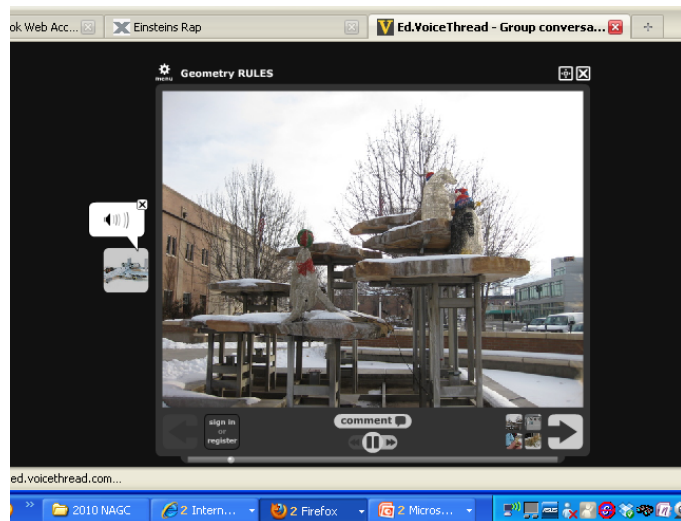 ok Web Acc...
Einsteins Rap
Ed.VoiceThread - Group conversa...
menu
Geometry RULES
sign in
or
register
comment
ed.voicethread.com...
2010 NAGC
2 Intern...
2 Firefox
2 Micros...